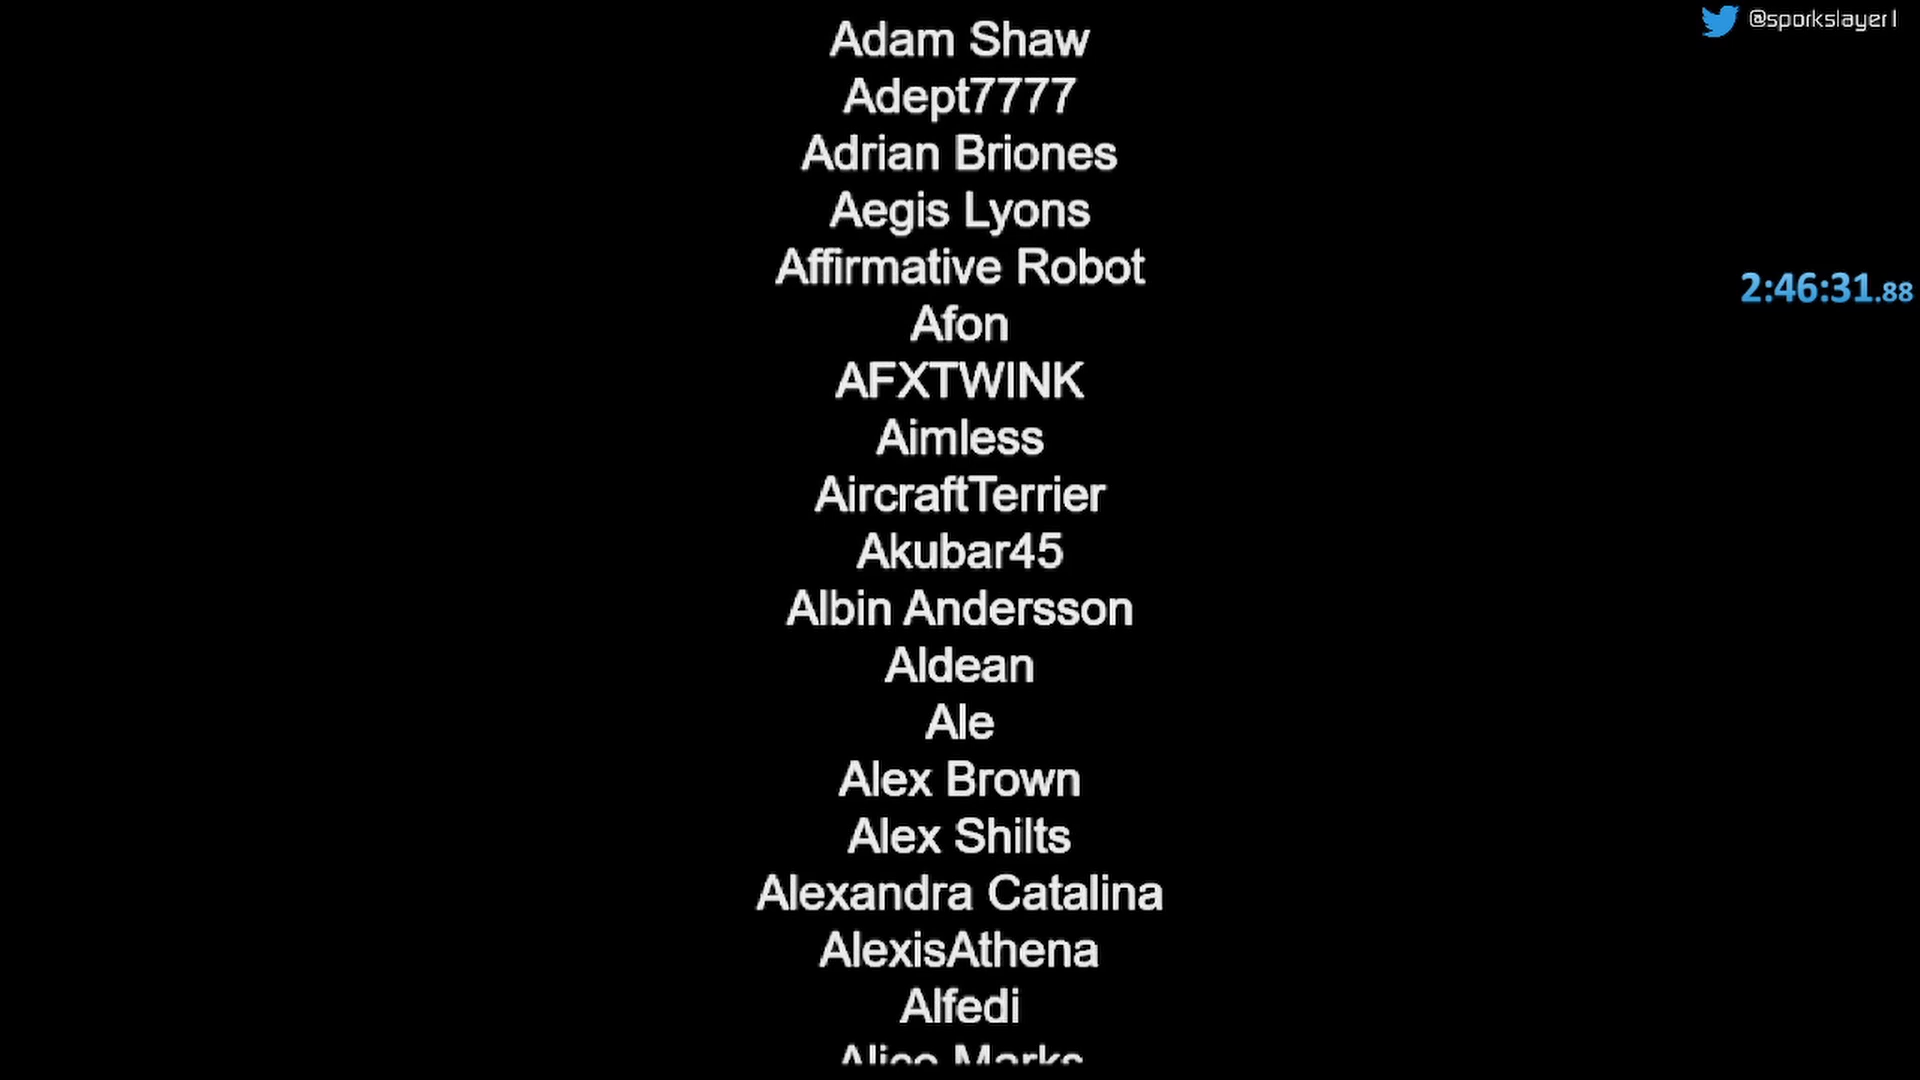 @sporkslayer1
Adam Shaw
Adept7777
Adrian Briones
Aegis Lyons
Affirmative Robot
2:46:31.88
Afon
AFXTWINK
Aimless
AircraftTerrier
Akubar45
Albin Andersson
Aldean
Ale
Alex Brown
Alex Shilts
Alexandra Catalina
AlexisAthena
Alfedi